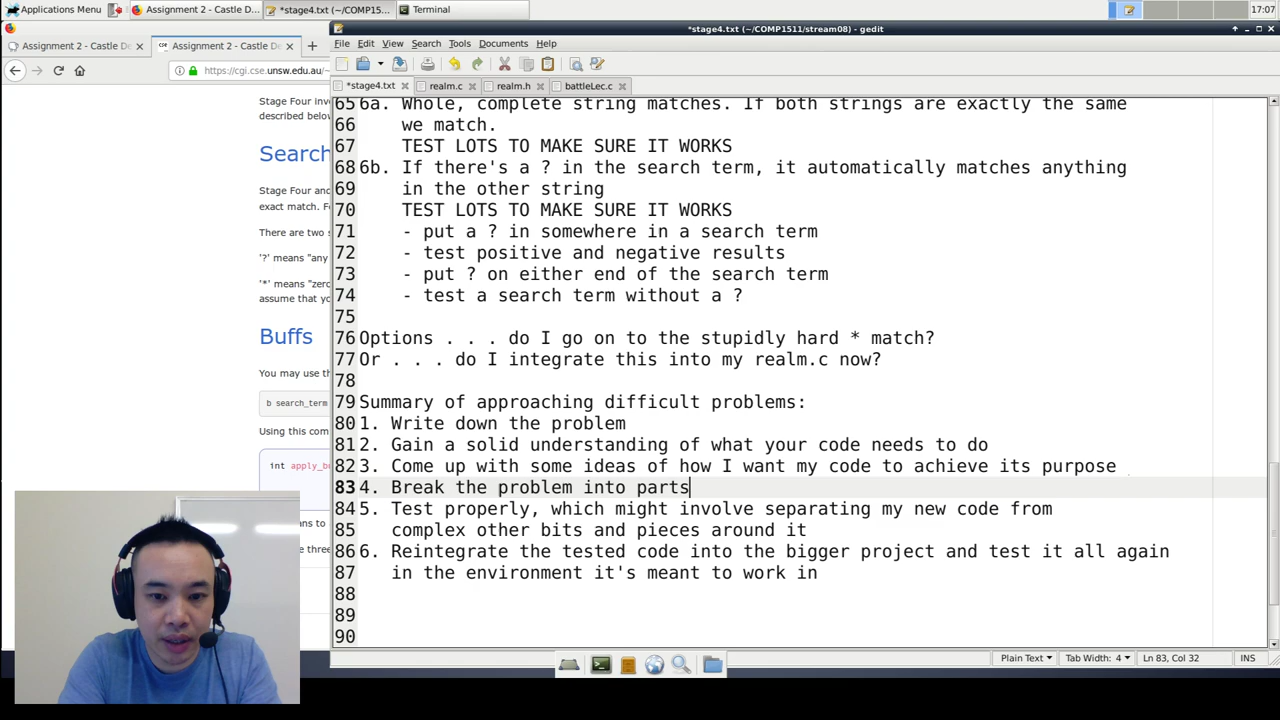 Applications Menu
Assignment 2 - Castle D...
*stage4.txt (~/COMP1511/...
Terminal
17:07
*stage4.txt (~/COMP1511/stream08) - gedit
Assignment 2 - Castle De
CSE Assignment 2 - Castle De
File Edit View Search Tools Documents Help
https://cgi.cse.unsw.edu.au/~
*stage4.txt
realm.c
realm.h
battleLec.c
Stage Four inv
described below
Search
Stage Four and
exact match. F
There are two s
'?' means "any
'*' means "zero
assume that yo
Buffs
You may use th
b search_term
Using this com
int apply_bu
ans to
e three
65 6a. Whole, complete string matches. If both strings are exactly the same
66 we match.
67 TEST LOTS TO MAKE SURE IT WORKS
68 6b. If there's a ? in the search term, it automatically matches anything
69 in the other string
70 TEST LOTS TO MAKE SURE IT WORKS
71 - put a ? in somewhere in a search term
72 - test positive and negative results
73 - put ? on either end of the search term
74 - test a search term without a ?
75
76 Options . . . do I go on to the stupidly hard * match?
77 Or . . . do I integrate this into my realm.c now?
78
79 Summary of approaching difficult problems:
80 1. Write down the problem
81 2. Gain a solid understanding of what your code needs to do
82 3. Come up with some ideas of how I want my code to achieve its purpose
83 4. Break the problem into parts
84 5. Test properly, which might involve separating my new code from
85 complex other bits and pieces around it
86 6. Reintegrate the tested code into the bigger project and test it all again
87 in the environment it's meant to work in
88
89
90
Plain Text Tab Width: 4 Ln 83, Col 32 INS